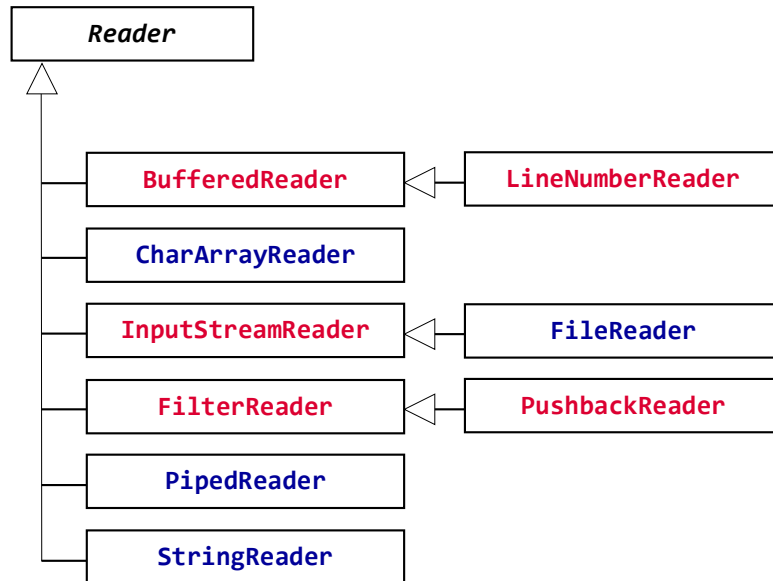 Reader
BufferedReader
LineNumberReader
CharArrayReader
InputStreamReader
FileReader
FilterReader
PushbackReader
PipedReader
StringReader